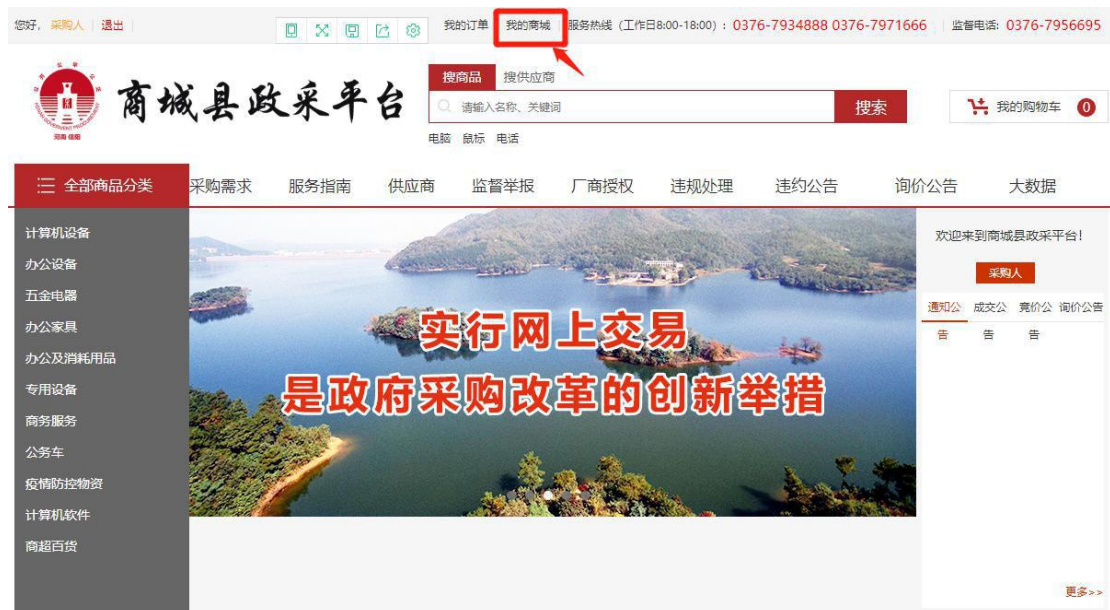 您好，采购人 退出 我的订单 我的商城 服务热线（工作日8:00-18:00）: 0376-7934888 0376-7971666 监督电话: 0376-7956695
搜商品 搜供应商
商城县政采平台
请输入名称、关键词 搜索 我的购物车 0
河南 信阳
电脑 鼠标 电话
全部商品分类 采购需求 服务指南 供应商 监督举报 厂商授权 违规处理 违约公告 询价公告 大数据
计算机设备
办公设备
五金电器
办公家具
办公及消耗用品
专用设备
商务服务
公务车
疫情防控物资
计算机软件
商超百货
实行网上交易
是政府采购改革的创新举措
欢迎来到商城县政采平台！
采购人
通知公告 成交公告 竞价公告 询价公告
更多>>